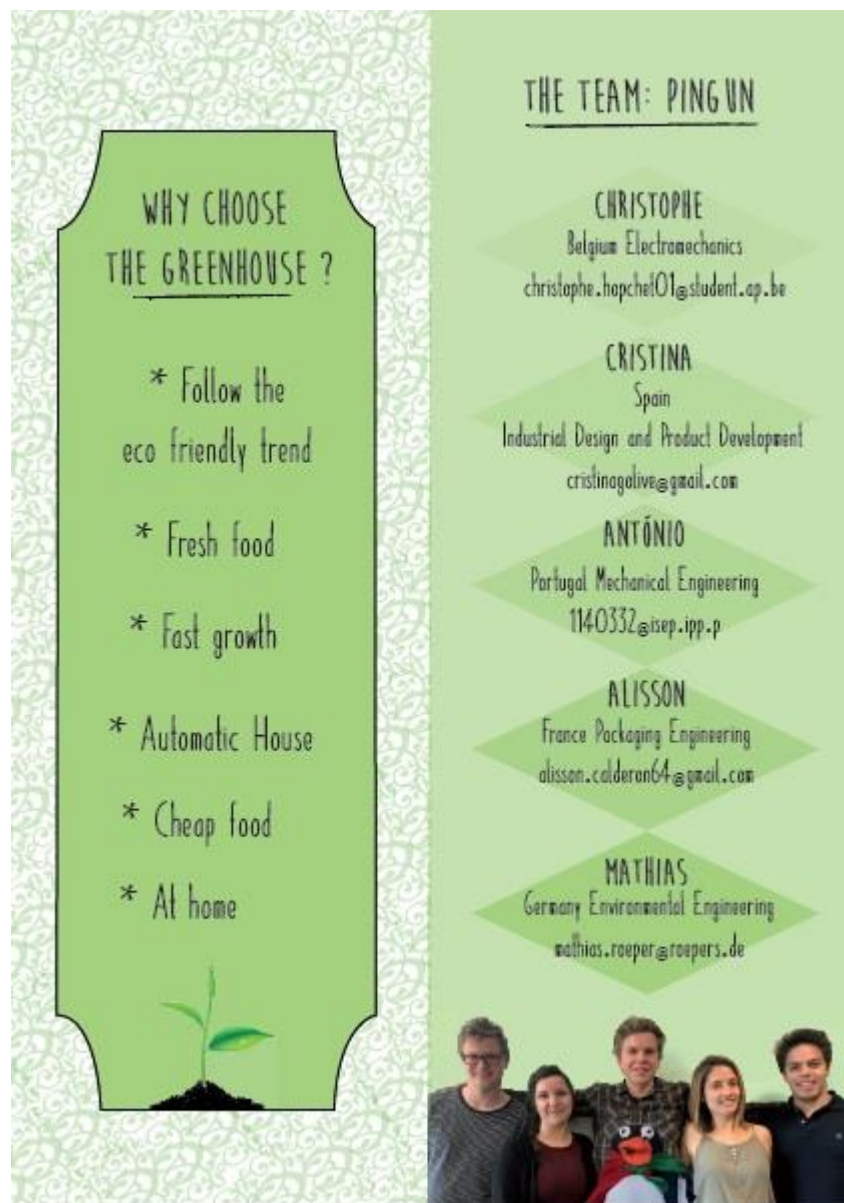 WHY CHOOSE
THE GREENHOUSE ?
* Follow the
eco friendly trend
* Fresh food
* Fast growth
* Automatic House
* Cheap food
* At home
THE TEAM: PINGUN
CHRISTOPHE
Belgium Electromechanics
christophe.hopchet01@student.ap.be
CRISTINA
Spain
Industrial Design and Product Development
cristinagalive@gmail.com
ANTÓNIO
Portugal Mechanical Engineering
1140332@isep.ipp.p
ALISSON
France Packaging Engineering
alisson.calderon64@gmail.com
MATHIAS
Germany Environmental Engineering
mathias.roeper@roepers.de